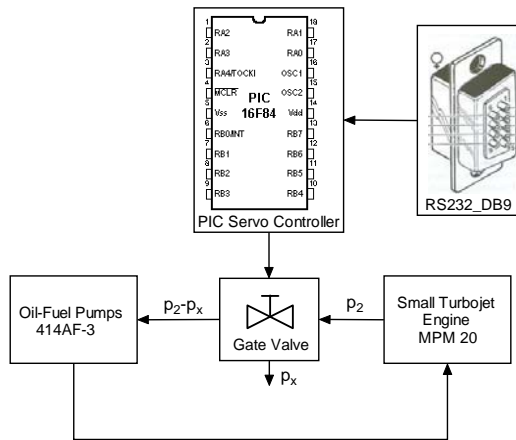 1 RA2 RA1 18
2 RA3 RA0 17
3 RA4/TOCKI OSC1 16
4 MCLR OSC2 15
5 Vss Vdd 14
6 RB0/INT RB7 13
7 RB1 RB6 12
8 RB2 RB5 11
9 RB3 RB4 10
PIC
16F84
PIC Servo Controller
RS232_DB9
Oil-Fuel Pumps
414AF-3
p2-px
Gate Valve
p2
Small Turbojet
Engine
MPM 20
px